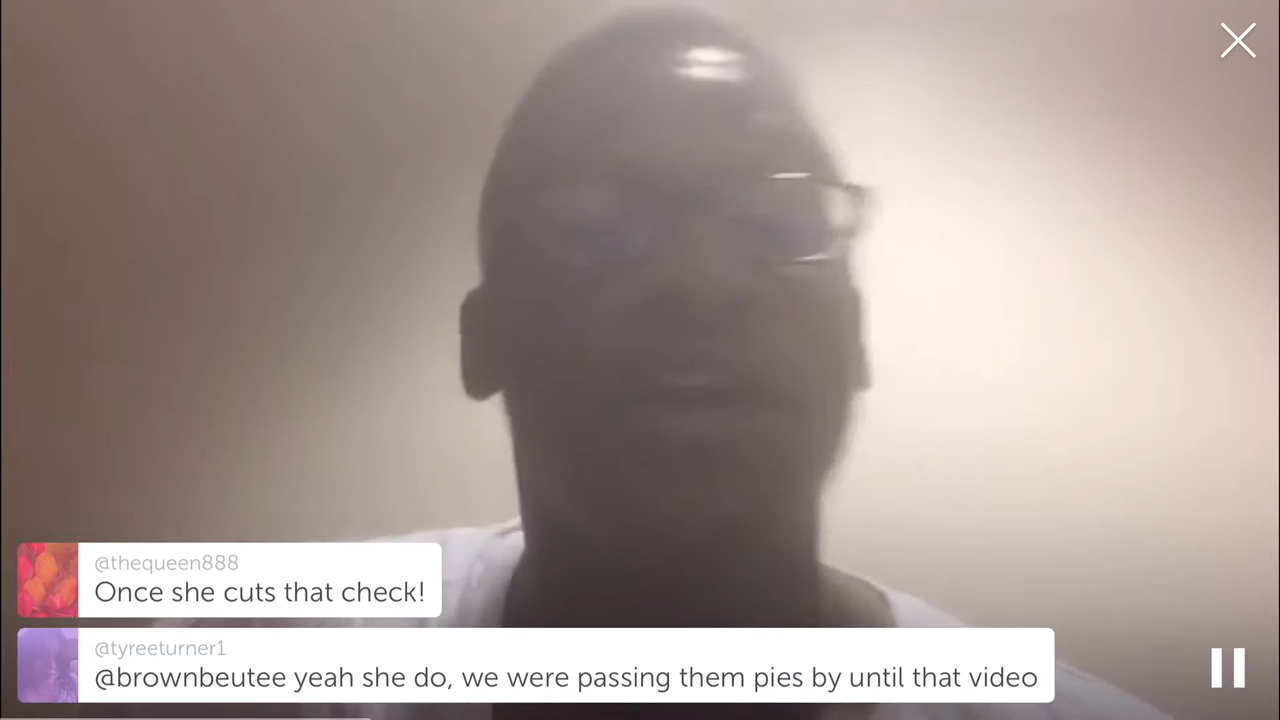 @thequeen888
Once she cuts that check!
@tyreeturner1
@brownbeutee yeah she do, we were passing them pies by until that video